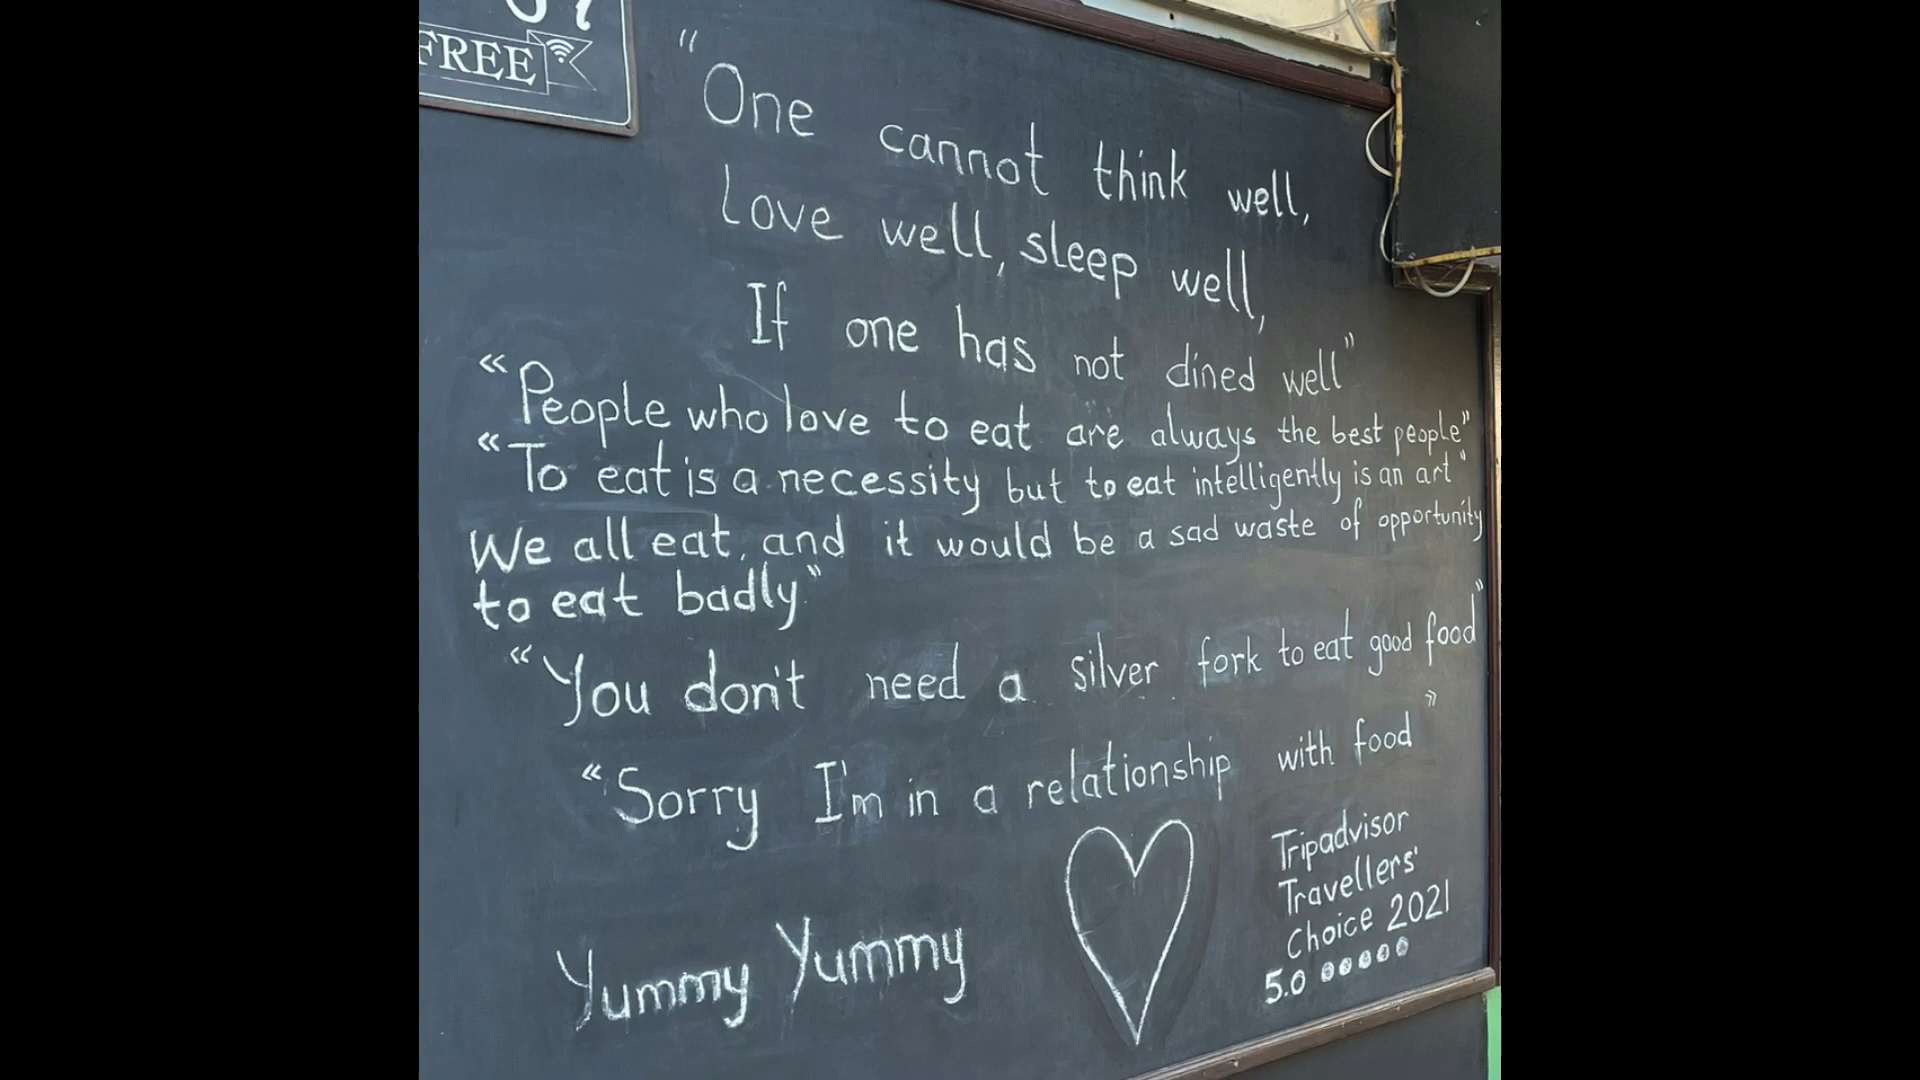 FREE
"One cannot think well,
Love well, sleep well,
If one has not dined well"
"People who love to eat are always the best people"
"To eat is a necessity but to eat intelligently is an art"
We all eat, and it would be a sad waste of opportunity
to eat badly"
"You don't need a silver fork to eat good food"
"Sorry I'm in a relationship with food"
Yummy Yummy
Tripadvisor
Travellers'
Choice 2021
5.0